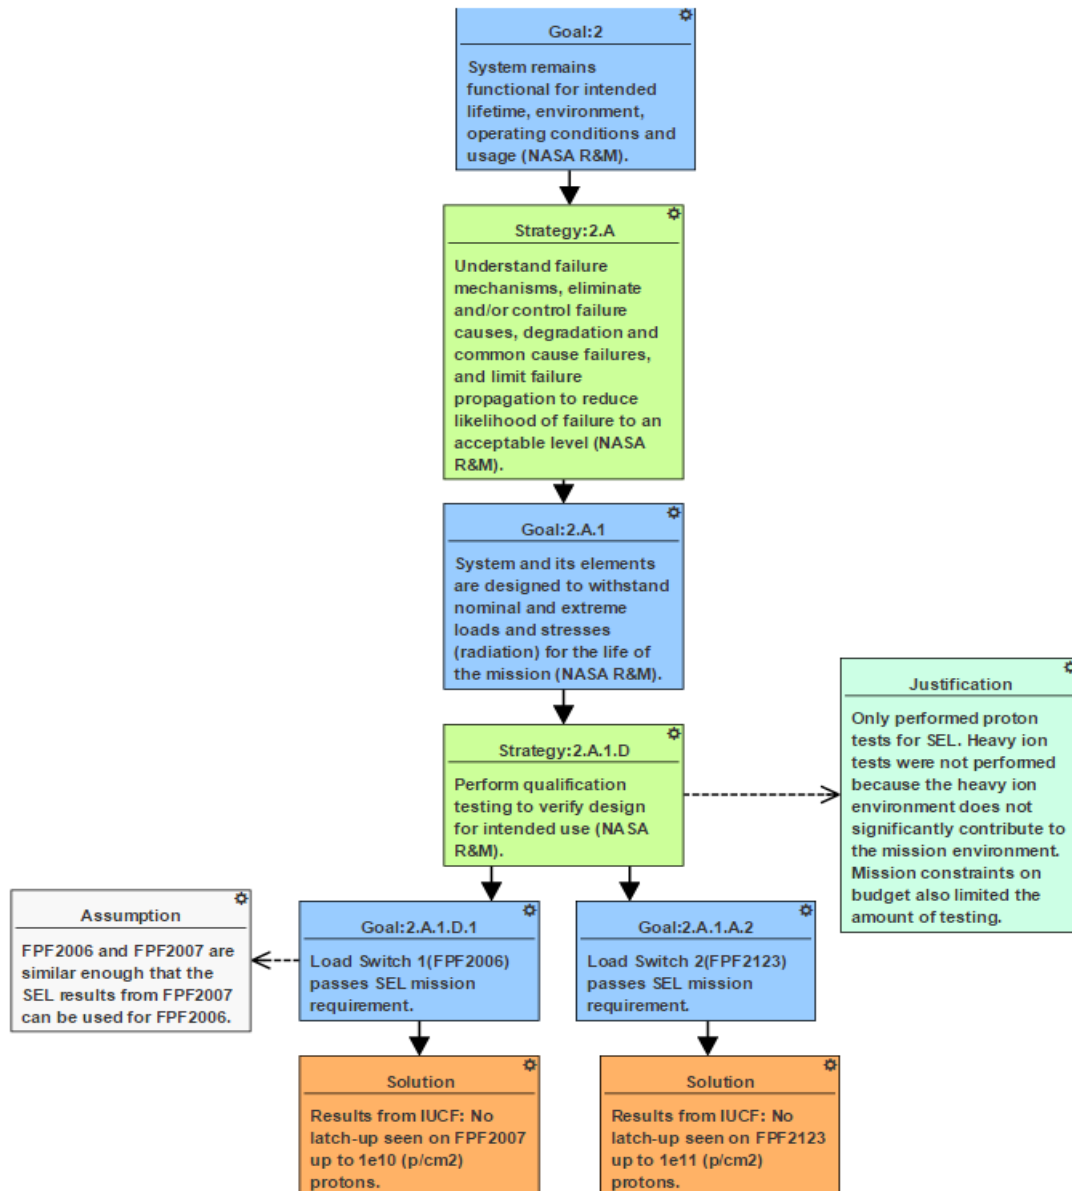 Goal:2
System remains
functional for intended
lifetime, environment,
operating conditions and
usage (NASA R&M).
Strategy:2.A
Understand failure
mechanisms, eliminate
and/or control failure
causes, degradation and
common cause failures,
and limit failure
propagation to reduce
likelihood of failure to an
acceptable level (NASA
R&M).
Goal:2.A.1
System and its elements
are designed to withstand
nominal and extreme
loads and stresses
(radiation) for the life of
the mission (NASA R&M).
Strategy:2.A.1.D
Perform qualification
testing to verify design
for intended use (NASA
R&M).
Justification
Only performed proton
tests for SEL. Heavy ion
tests were not performed
because the heavy ion
environment does not
significantly contribute to
the mission environment.
Mission constraints on
budget also limited the
amount of testing.
Assumption
FPF2006 and FPF2007 are
similar enough that the
SEL results from FPF2007
can be used for FPF2006.
Goal:2.A.1.D.1
Load Switch 1(FPF2006)
passes SEL mission
requirement.
Goal:2.A.1.A.2
Load Switch 2(FPF2123)
passes SEL mission
requirement.
Solution
Results from IUCF: No
latch-up seen on FPF2007
up to 1e10 (p/cm2)
protons.
Solution
Results from IUCF: No
latch-up seen on FPF2123
up to 1e11 (p/cm2)
protons.